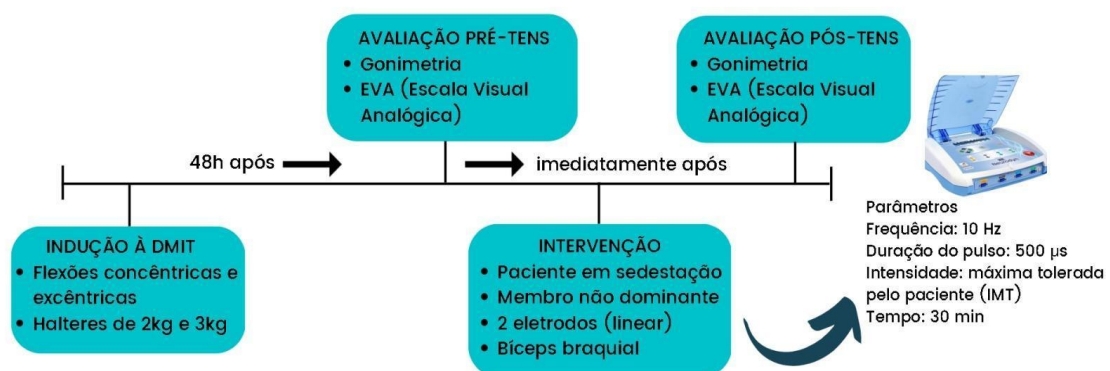 AVALIAÇÃO PRÉ-TENS
• Gonimetria
• EVA (Escala Visual
Analógica)
AVALIAÇÃO PÓS-TENS
• Gonimetria
• EVA (Escala Visual
Analógica)
48h após
imediatamente após
INDUÇÃO À DMIT
• Flexões concêntricas e
excêntricas
• Halteres de 2kg e 3kg
INTERVENÇÃO
• Paciente em sedestação
• Membro não dominante
• 2 eletrodos (linear)
• Bíceps braquial
Parâmetros
Frequência: 10 Hz
Duração do pulso: 500 µs
Intensidade: máxima tolerada
pelo paciente (IMT)
Tempo: 30 min